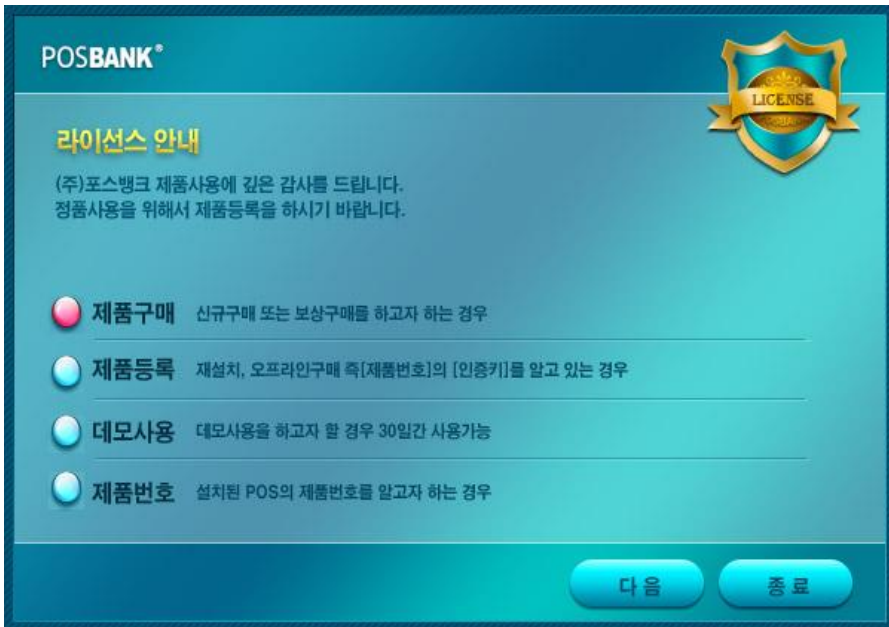 POSBANK®
LICENSE
라이선스 안내
(주)포스뱅크 제품사용에 깊은 감사를 드립니다.
정품사용을 위해서 제품등록을 하시기 바랍니다.
제품구매 신규구매 또는 보상구매를 하고자 하는 경우
제품등록 재설치, 오프라인구매 즉[제품번호]의 [인증키]를 알고 있는 경우
데모사용 데모사용을 하고자 할 경우 30일간 사용가능
제품번호 설치된 POS의 제품번호를 알고자 하는 경우
다음 종료